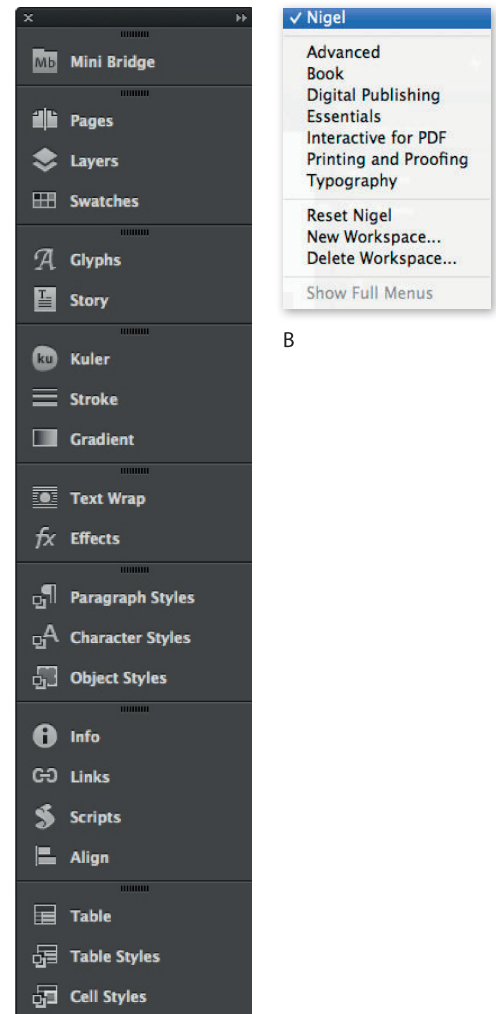 Mb Mini Bridge
Pages
Layers
Swatches
Glyphs
Story
ku Kuler
Stroke
Gradient
Text Wrap
fx Effects
Paragraph Styles
Character Styles
Object Styles
Info
Links
Scripts
Align
Table
Table Styles
Cell Styles
✓ Nigel
Advanced
Book
Digital Publishing
Essentials
Interactive for PDF
Printing and Proofing
Typography
Reset Nigel
New Workspace...
Delete Workspace...
Show Full Menus
B